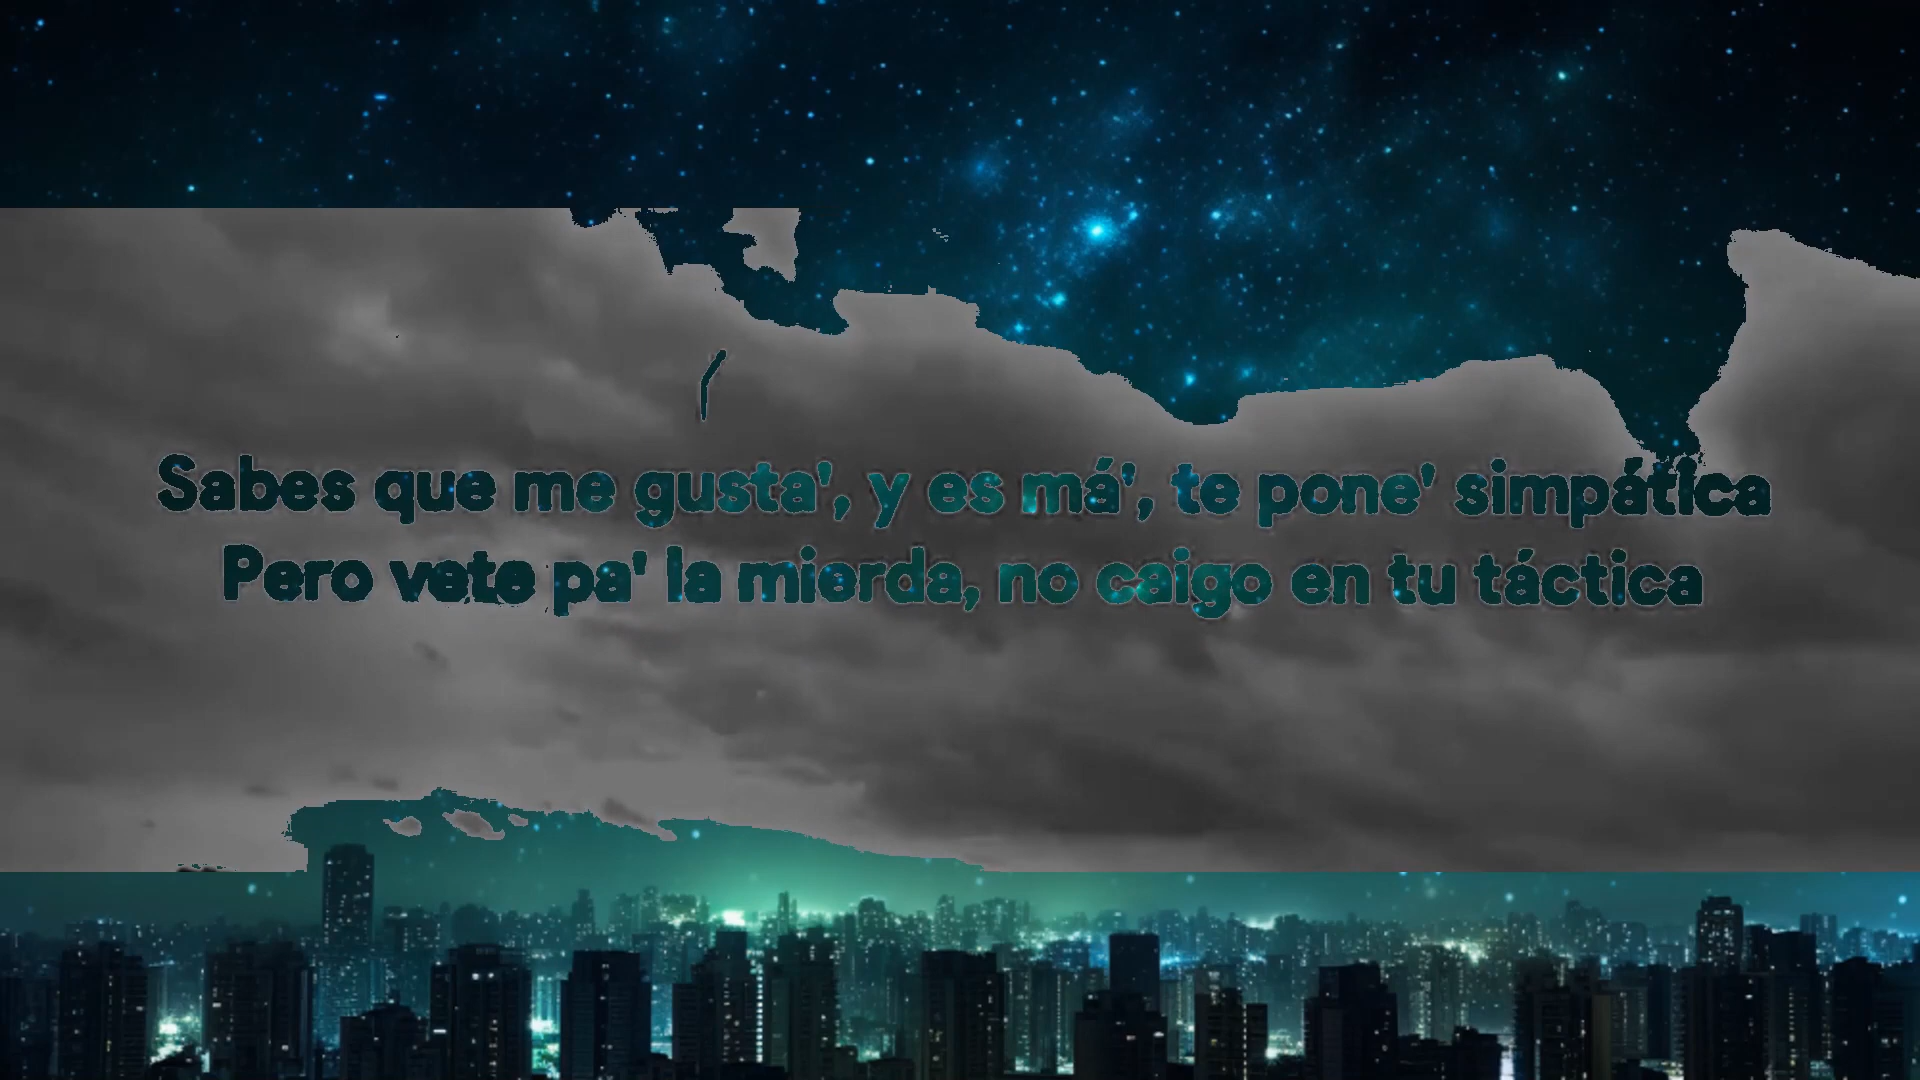 Sabes que me gusta', y es má', te pone' simpática
Pero vete pa' la mierda, no caigo en tu táctica